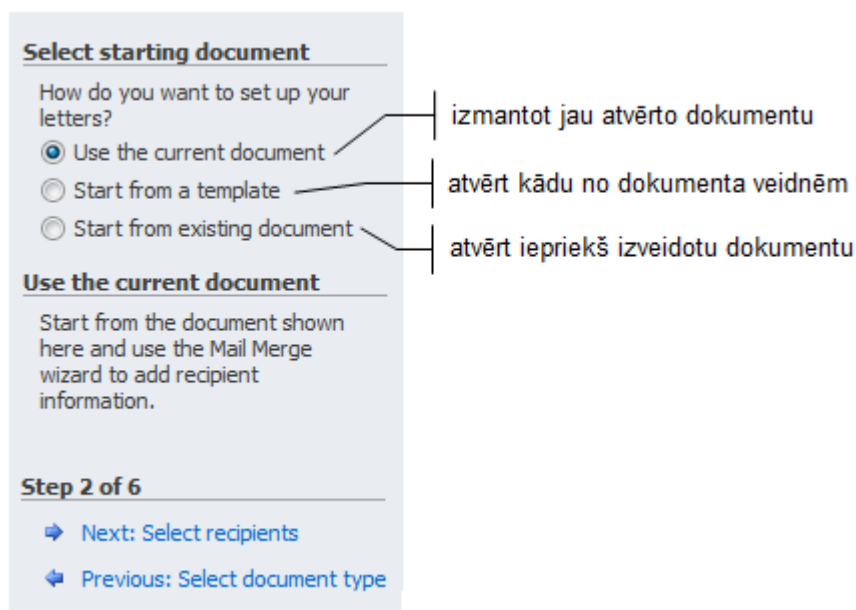 Select starting document
How do you want to set up your
letters?
Use the current document
izmantot jau atvērto dokumentu
Start from a template
atvērt kādu no dokumenta veidnēm
Start from existing document
atvērt iepriekš izveidotu dokumentu
Use the current document
Start from the document shown
here and use the Mail Merge
wizard to add recipient
information.
Step 2 of 6
Next: Select recipients
Previous: Select document type